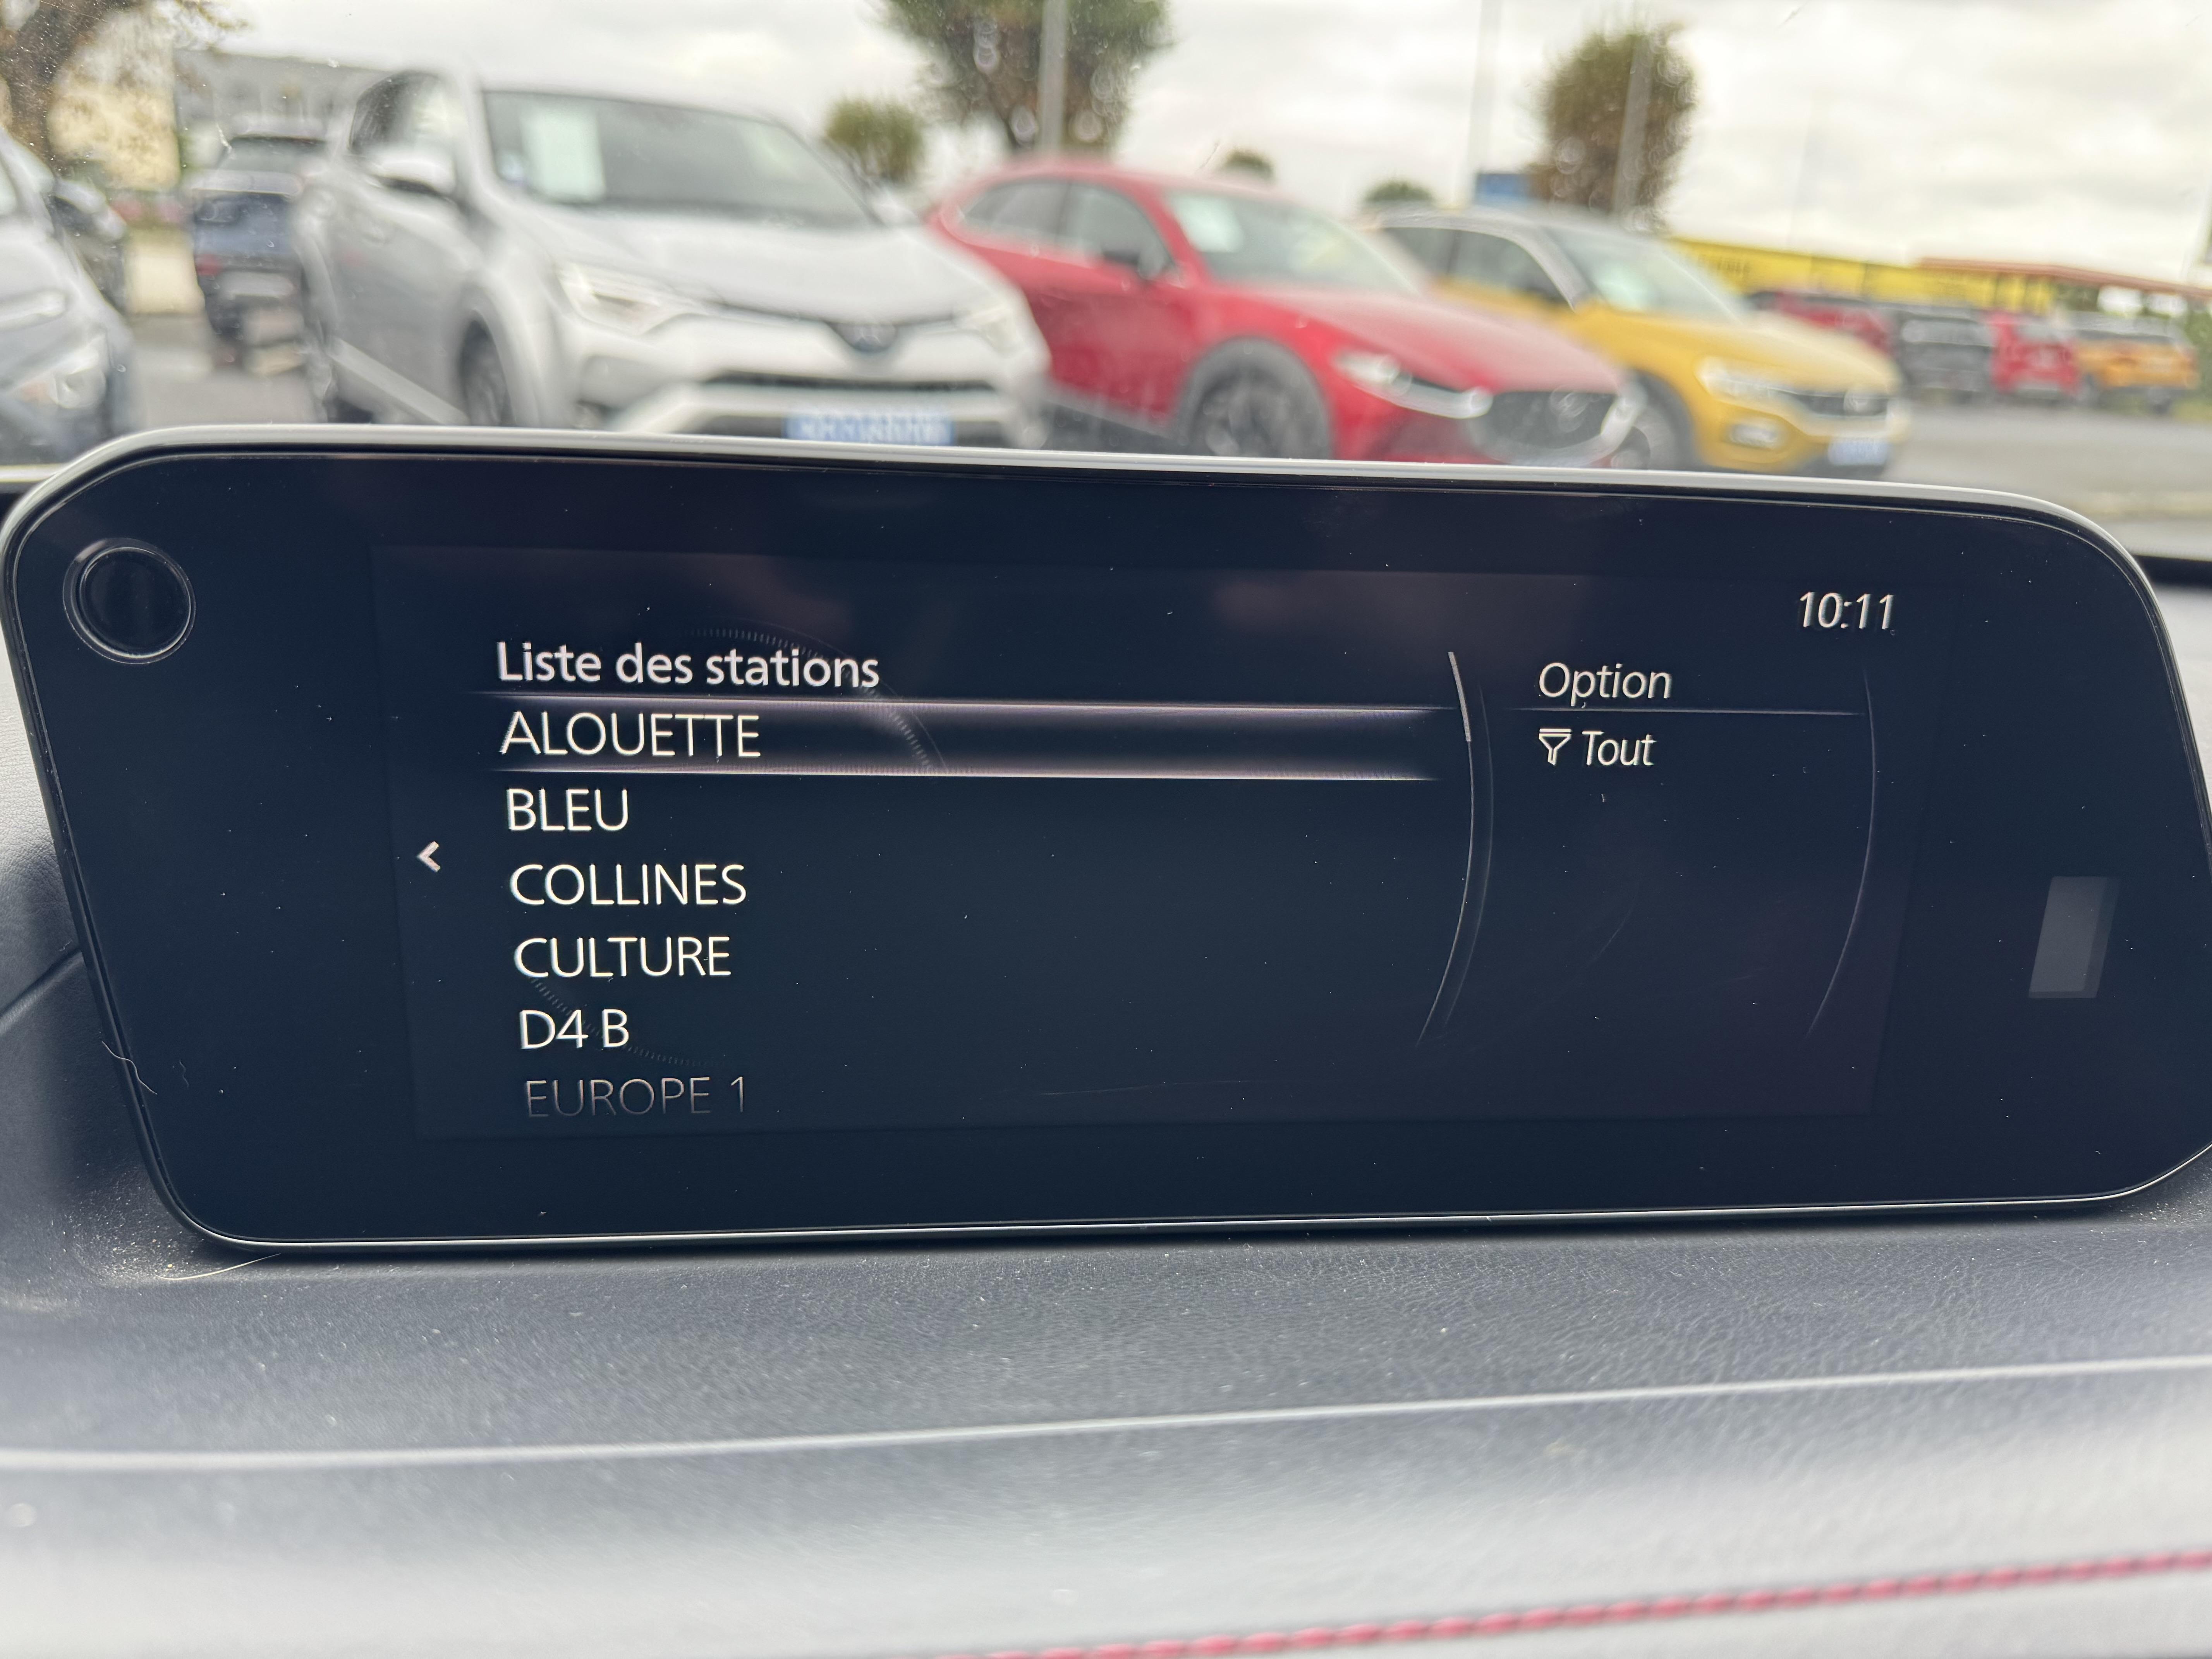 10:11
Liste des stations
ALOUETTE
BLEU
COLLINES
CULTURE
D4 B
EUROPE 1
Option
Tout